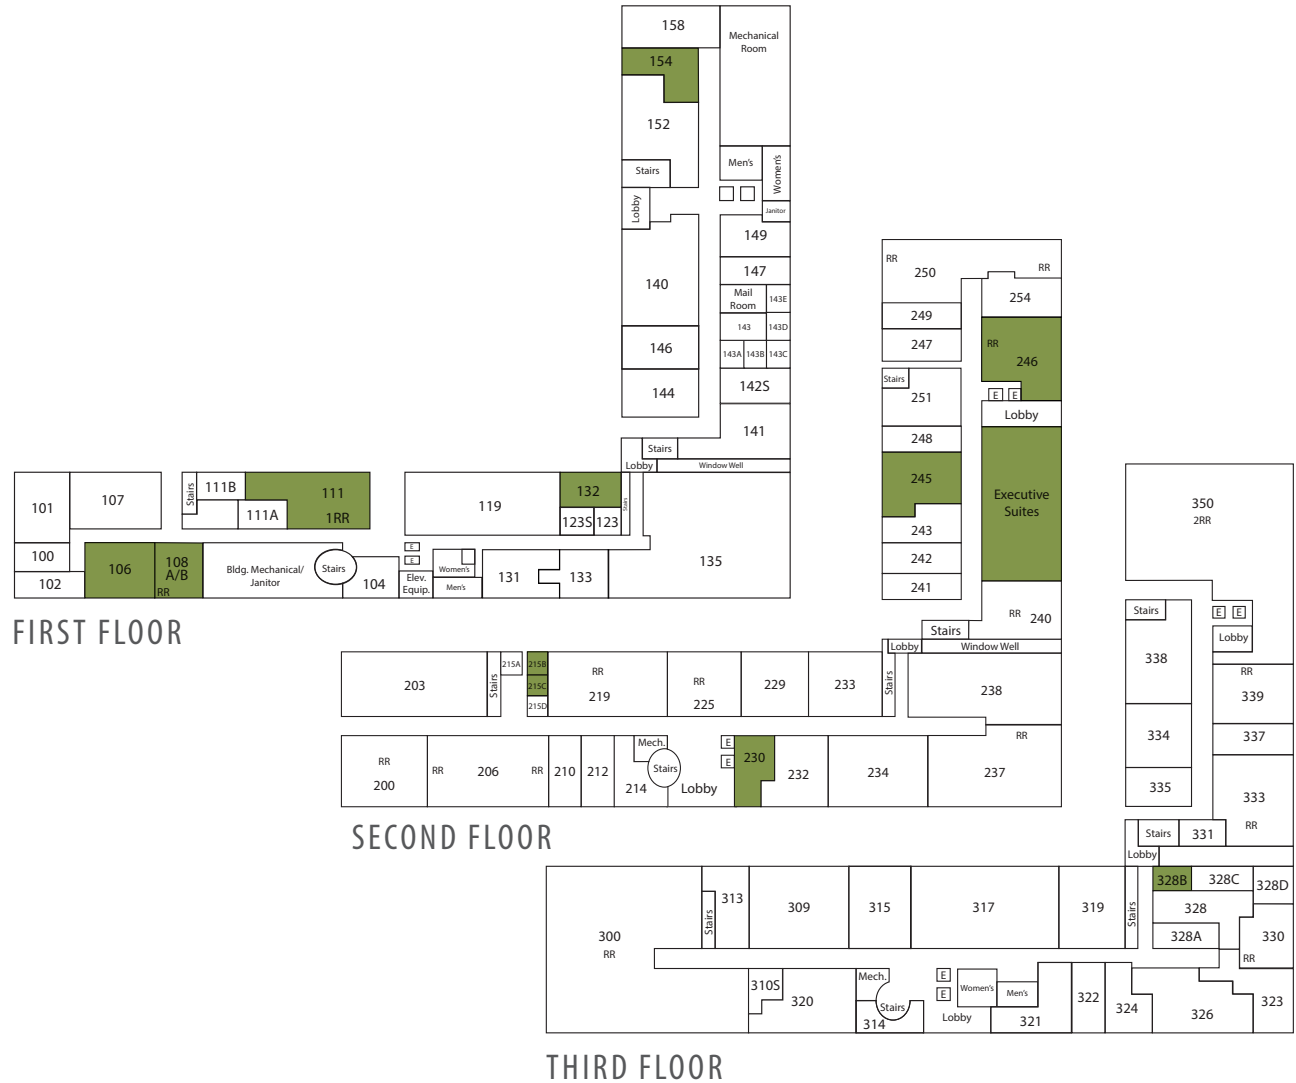 158
Mechanical
Room
154
152
Men's
Women's
Stairs
Lobby
Janitor
149
147
140
Mail
Room
143E
143
143D
146
143A
143B
143C
144
142S
141
Stairs
Lobby
Window Well
101
107
Stairs
111B
111
111A
1RR
119
132
123S
123
Stairs
135
100
102
106
108
A/B
RR
Bldg. Mechanical/
Janitor
Stairs
104
E
E
Elev.
Equip.
Women's
Men's
131
133
FIRST FLOOR
RR
250
RR
254
249
247
RR
246
Stairs
251
E
E
Lobby
248
245
Executive
Suites
243
242
241
RR
240
Stairs
Lobby
Window Well
203
Stairs
215A
215B
215C
215D
RR
219
RR
225
229
233
Stairs
238
RR
200
RR
206
RR
210
212
Mech.
214
Stairs
Lobby
E
E
230
232
234
RR
237
SECOND FLOOR
350
2RR
Stairs
E
E
Lobby
338
RR
339
334
337
335
333
RR
Stairs
331
Lobby
300
RR
313
Stairs
309
315
317
319
Stairs
328B
328C
328D
328
328A
330
RR
310S
320
Mech.
Stairs
314
E
E
Lobby
Women's
Men's
321
322
324
326
323
THIRD FLOOR